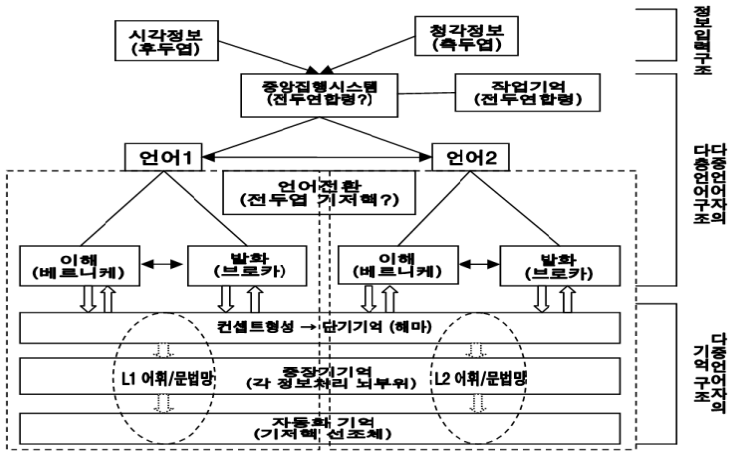 시각정보
(후두엽)
청각정보
(측두엽)
중앙집행시스템
(전두연합령?)
작업기억
(전두연합령)
언어1
언어2
언어전환
(전두엽 기저핵?)
이해
(베르니케)
발화
(브로카)
이해
(베르니케)
발화
(브로카)
컨셉트형성 → 단기기억 (해마)
L1 어휘/문법망
중장기기억
(각 정보처리 뇌부위)
L2 어휘/문법망
자동화 기억
(기저핵 선조체)
정보입력구조
다중언어자의
다층언어구조
다중언어자의
기억구조